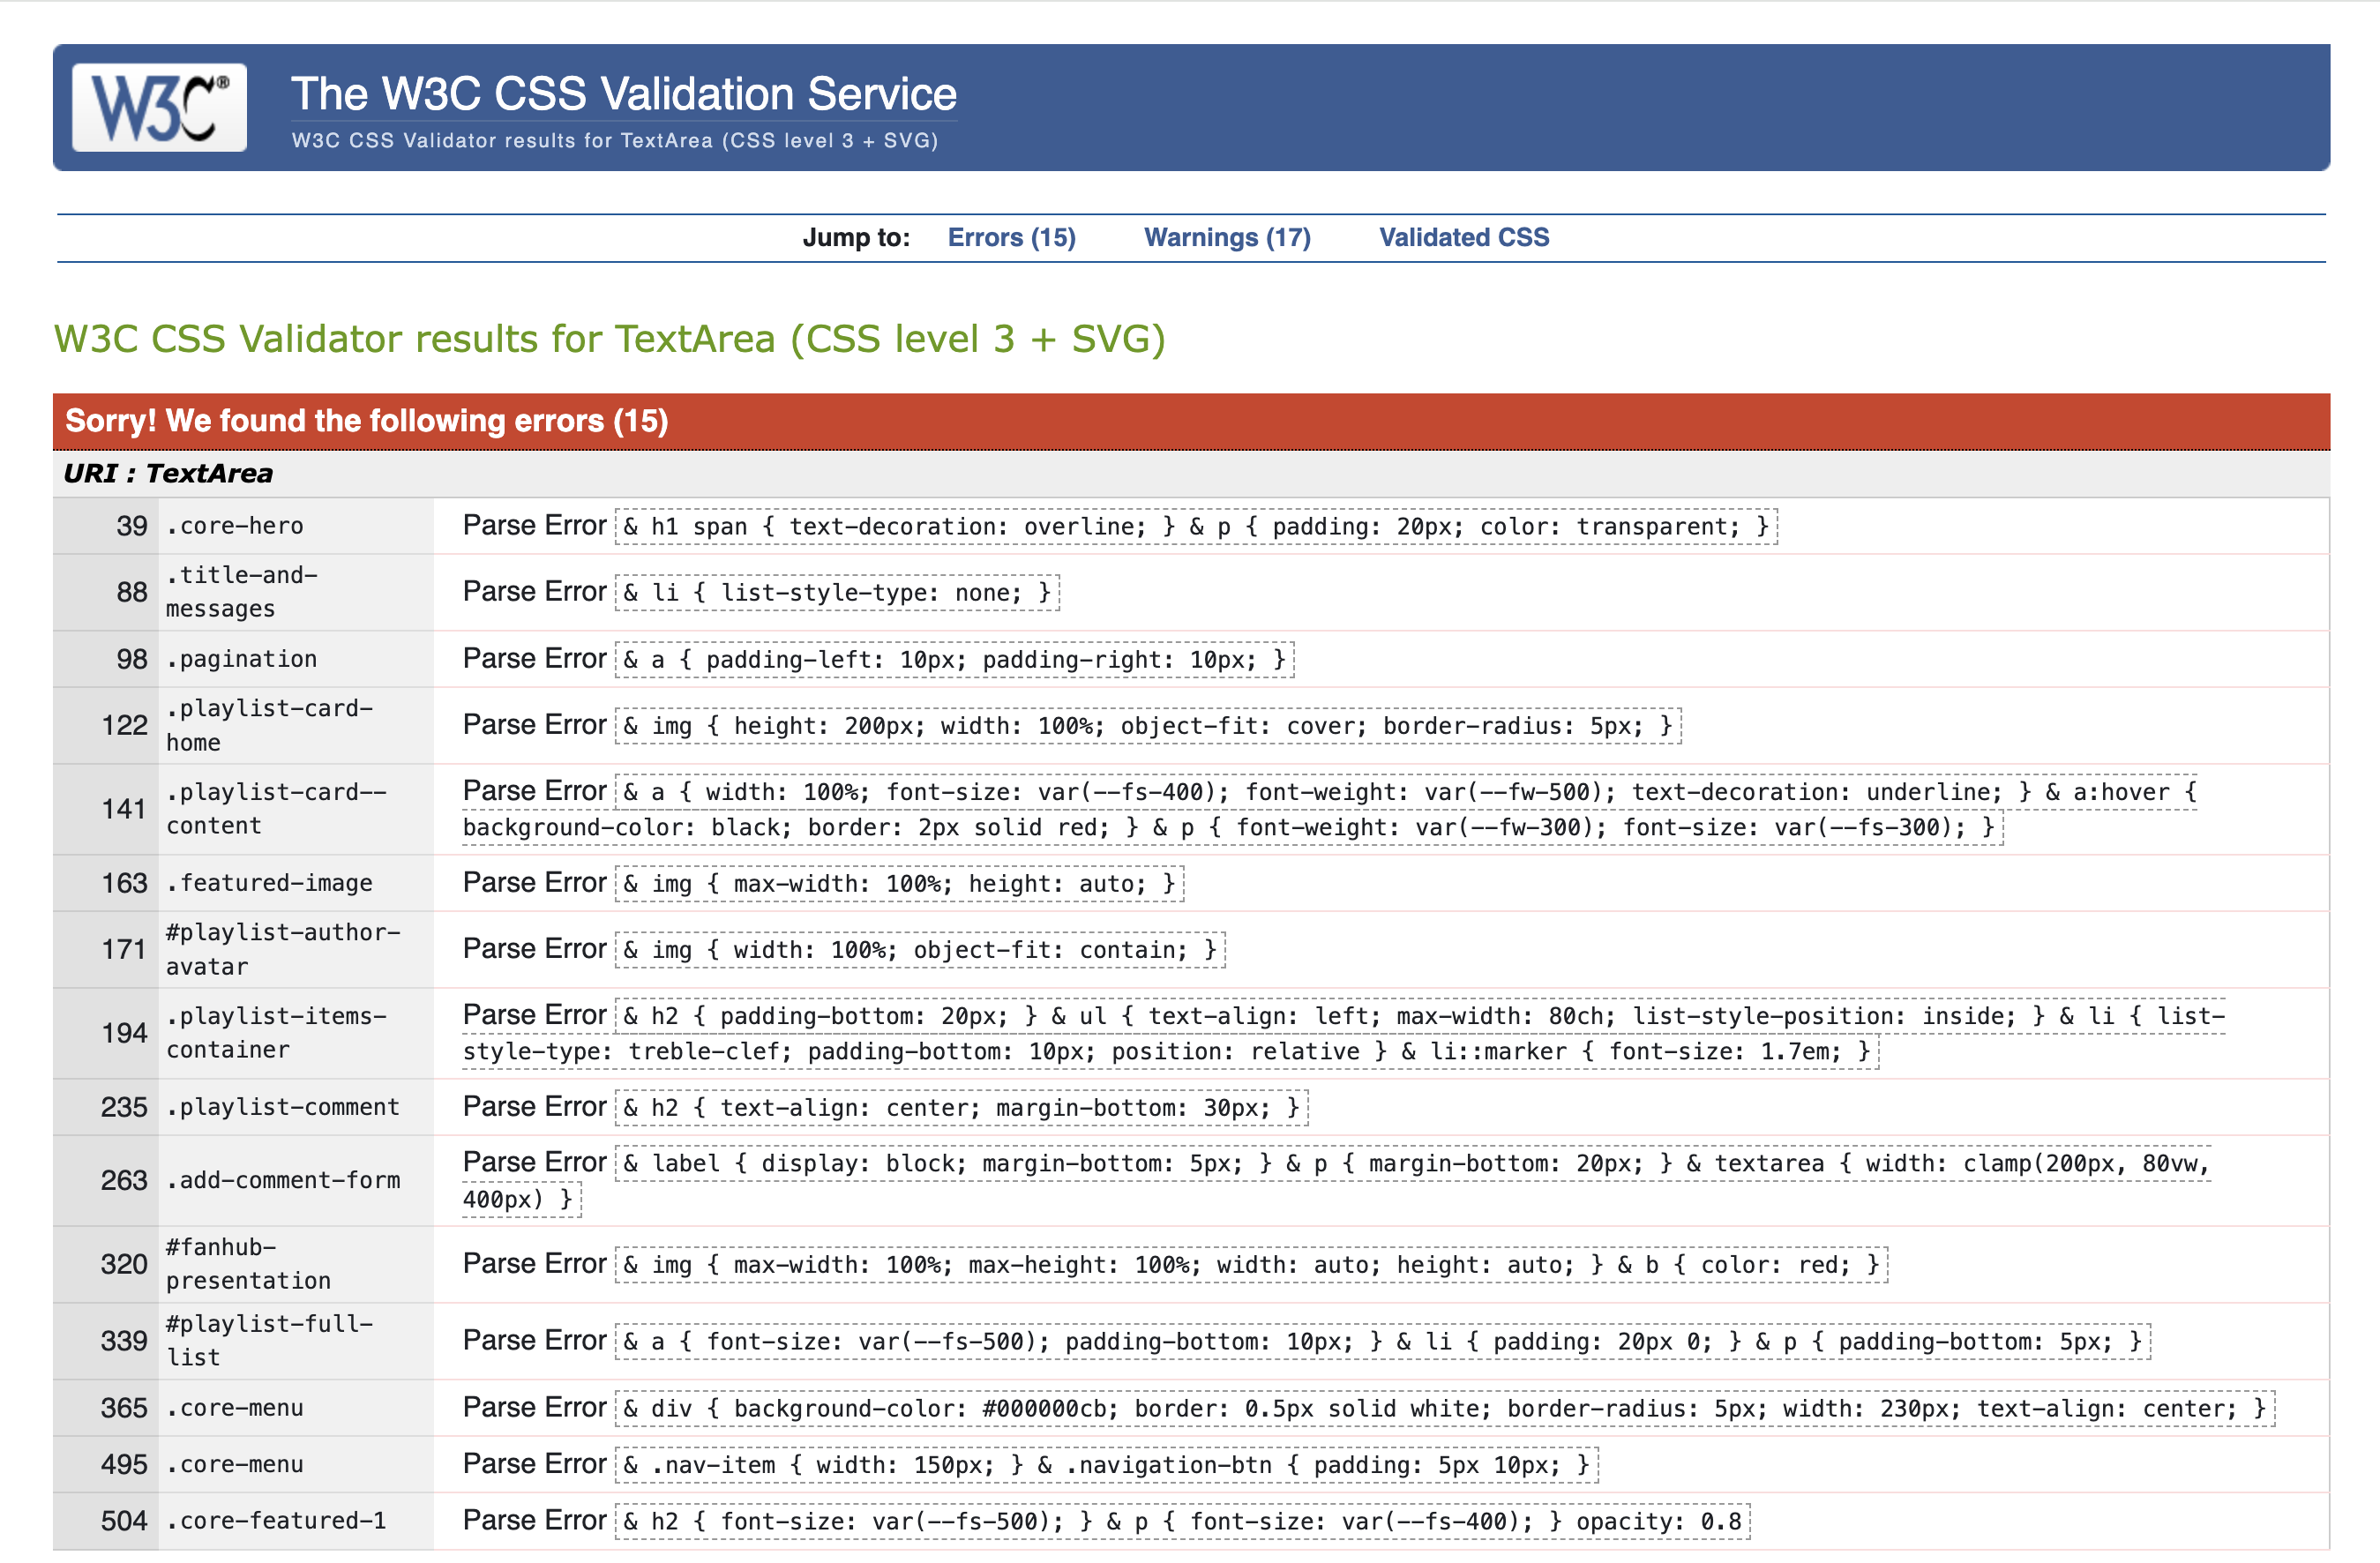 W3C®
The W3C CSS Validation Service
W3C CSS Validator results for TextArea (CSS level 3 + SVG)
Jump to: Errors (15) Warnings (17) Validated CSS
W3C CSS Validator results for TextArea (CSS level 3 + SVG)
Sorry! We found the following errors (15)
URI : TextArea
39 .core-hero Parse Error & h1 span { text-decoration: overline; } & p { padding: 20px; color: transparent; }
88 .title-and-
messages Parse Error & li { list-style-type: none; }
98 .pagination Parse Error & a { padding-left: 10px; padding-right: 10px; }
122 .playlist-card-
home Parse Error & img { height: 200px; width: 100%; object-fit: cover; border-radius: 5px; }
141 .playlist-card--
content Parse Error & a { width: 100%; font-size: var(--fs-400); font-weight: var(--fw-500); text-decoration: underline; } & a:hover {
background-color: black; border: 2px solid red; } & p { font-weight: var(--fw-300); font-size: var(--fs-300); }
163 .featured-image Parse Error & img { max-width: 100%; height: auto; }
171 #playlist-author-
avatar Parse Error & img { width: 100%; object-fit: contain; }
194 .playlist-items-
container Parse Error & h2 { padding-bottom: 20px; } & ul { text-align: left; max-width: 80ch; list-style-position: inside; } & li { list-
style-type: treble-clef; padding-bottom: 10px; position: relative } & li::marker { font-size: 1.7em; }
235 .playlist-comment Parse Error & h2 { text-align: center; margin-bottom: 30px; }
263 .add-comment-form Parse Error & label { display: block; margin-bottom: 5px; } & p { margin-bottom: 20px; } & textarea { width: clamp(200px, 80vw,
400px) }
320 #fanhub-
presentation Parse Error & img { max-width: 100%; max-height: 100%; width: auto; height: auto; } & b { color: red; }
339 #playlist-full-
list Parse Error & a { font-size: var(--fs-500); padding-bottom: 10px; } & li { padding: 20px 0; } & p { padding-bottom: 5px; }
365 .core-menu Parse Error & div { background-color: #000000cb; border: 0.5px solid white; border-radius: 5px; width: 230px; text-align: center; }
495 .core-menu Parse Error & .nav-item { width: 150px; } & .navigation-btn { padding: 5px 10px; }
504 .core-featured-1 Parse Error & h2 { font-size: var(--fs-500); } & p { font-size: var(--fs-400); } opacity: 0.8